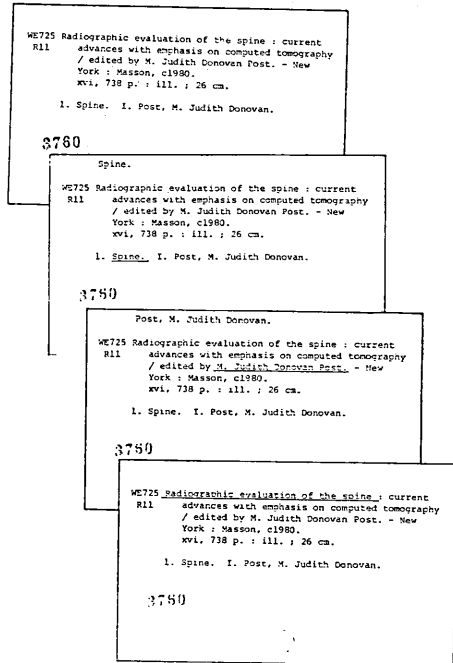 WE725 Radiographic evaluation of the spine : current
R11 advances with emphasis on computed tomography
/ edited by M. Judith Donovan Post. - New
York : Masson, c1980.
xvi, 738 p. : ill. ; 26 cm.
1. Spine. I. Post, M. Judith Donovan.
3760
Spine.
WE725 Radiographic evaluation of the spine : current
R11 advances with emphasis on computed tomography
/ edited by M. Judith Donovan Post. - New
York : Masson, c1980.
xvi, 738 p. : ill. ; 26 cm.
1. Spine. I. Post, M. Judith Donovan.
3760
Post, M. Judith Donovan.
WE725 Radiographic evaluation of the spine : current
R11 advances with emphasis on computed tomography
/ edited by M. Judith Donovan Post. - New
York : Masson, c1980.
xvi, 738 p. : ill. ; 26 cm.
1. Spine. I. Post, M. Judith Donovan.
3760
WE725 Radiographic evaluation of the spine : current
R11 advances with emphasis on computed tomography
/ edited by M. Judith Donovan Post. - New
York : Masson, c1980.
xvi, 738 p. : ill. ; 26 cm.
1. Spine. I. Post, M. Judith Donovan.
3760